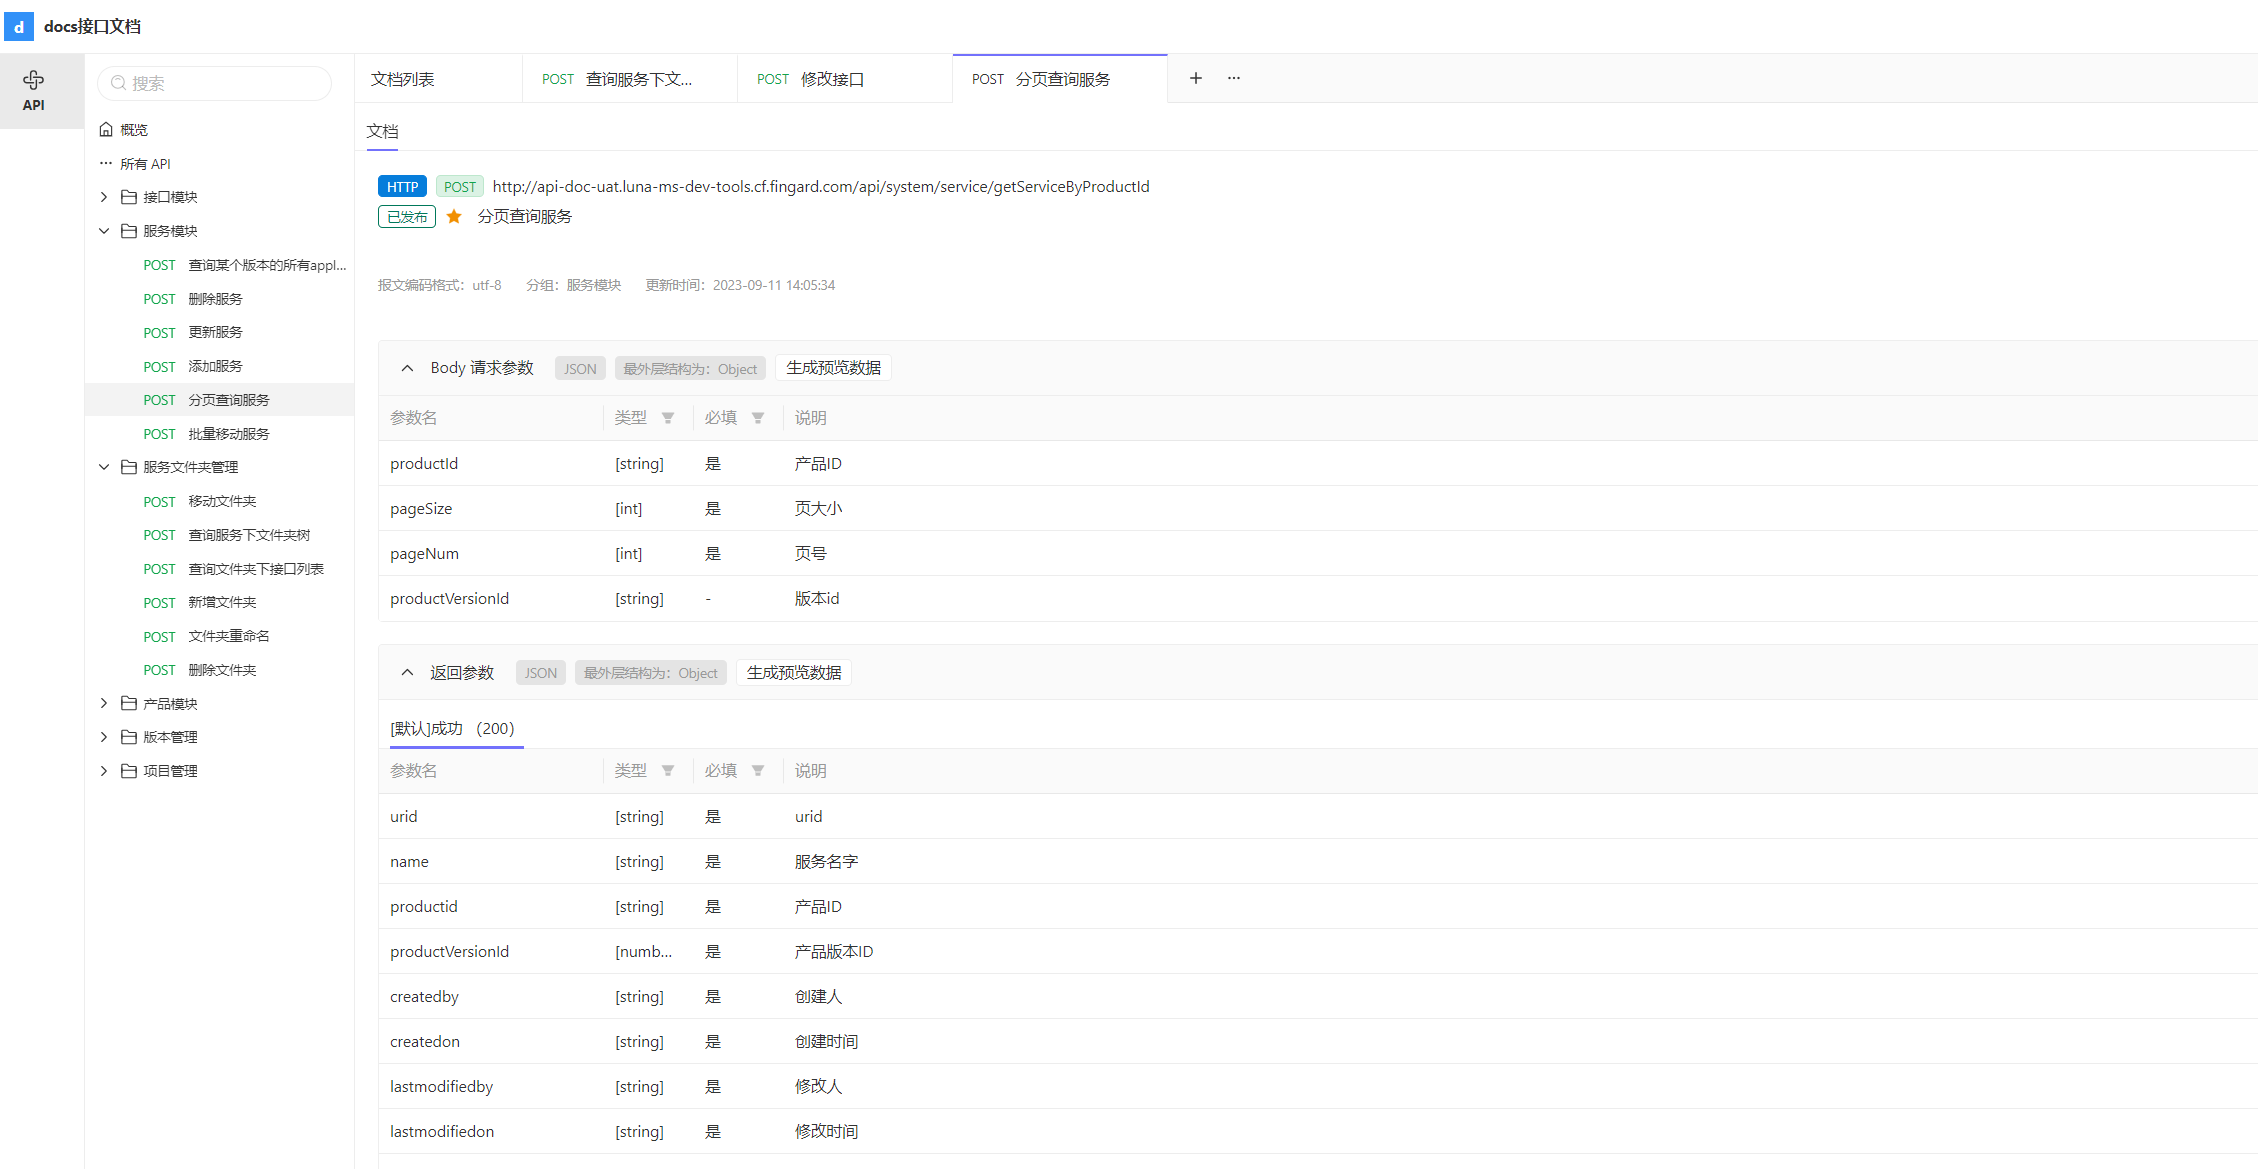 d docs接口文档
API
搜索
概览
所有 API
接口模块
服务模块
POST 查询某个版本的所有appl...
POST 删除服务
POST 更新服务
POST 添加服务
POST 分页查询服务
POST 批量移动服务
服务文件夹管理
POST 移动文件夹
POST 查询服务下文件夹树
POST 查询文件夹下接口列表
POST 新增文件夹
POST 文件夹重命名
POST 删除文件夹
产品模块
版本管理
项目管理
文档列表 POST 查询服务下文... POST 修改接口 POST 分页查询服务 + ...
文档
HTTP POST http://api-doc-uat.luna-ms-dev-tools.cf.fingard.com/api/system/service/getServiceByProductId
已发布 分页查询服务
报文编码格式：utf-8 分组：服务模块 更新时间：2023-09-11 14:05:34
Body 请求参数 JSON 最外层结构为：Object 生成预览数据
参数名 类型 必填 说明
productId [string] 是 产品ID
pageSize [int] 是 页大小
pageNum [int] 是 页号
productVersionId [string] - 版本id
返回参数 JSON 最外层结构为：Object 生成预览数据
[默认]成功 （200）
参数名 类型 必填 说明
urid [string] 是 urid
name [string] 是 服务名字
productid [string] 是 产品ID
productVersionId [numb... 是 产品版本ID
createdby [string] 是 创建人
createdon [string] 是 创建时间
lastmodifiedby [string] 是 修改人
lastmodifiedon [string] 是 修改时间